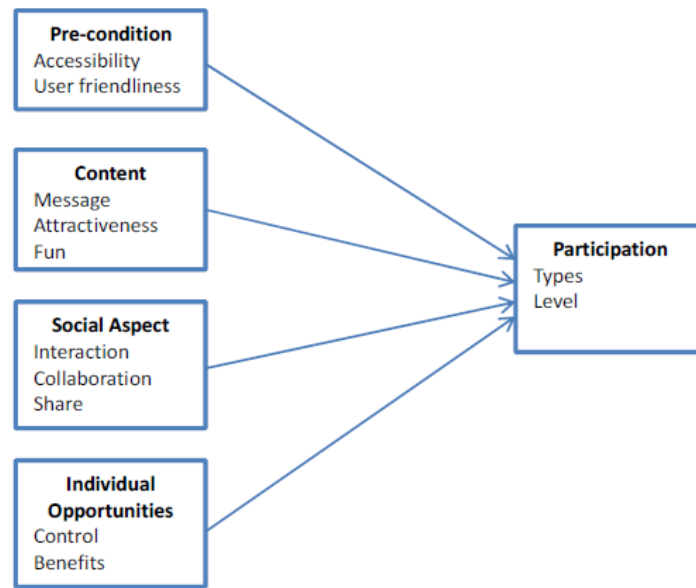 Pre-condition
Accessibility
User friendliness
Content
Message
Attractiveness
Fun
Social Aspect
Interaction
Collaboration
Share
Individual
Opportunities
Control
Benefits
Participation
Types
Level